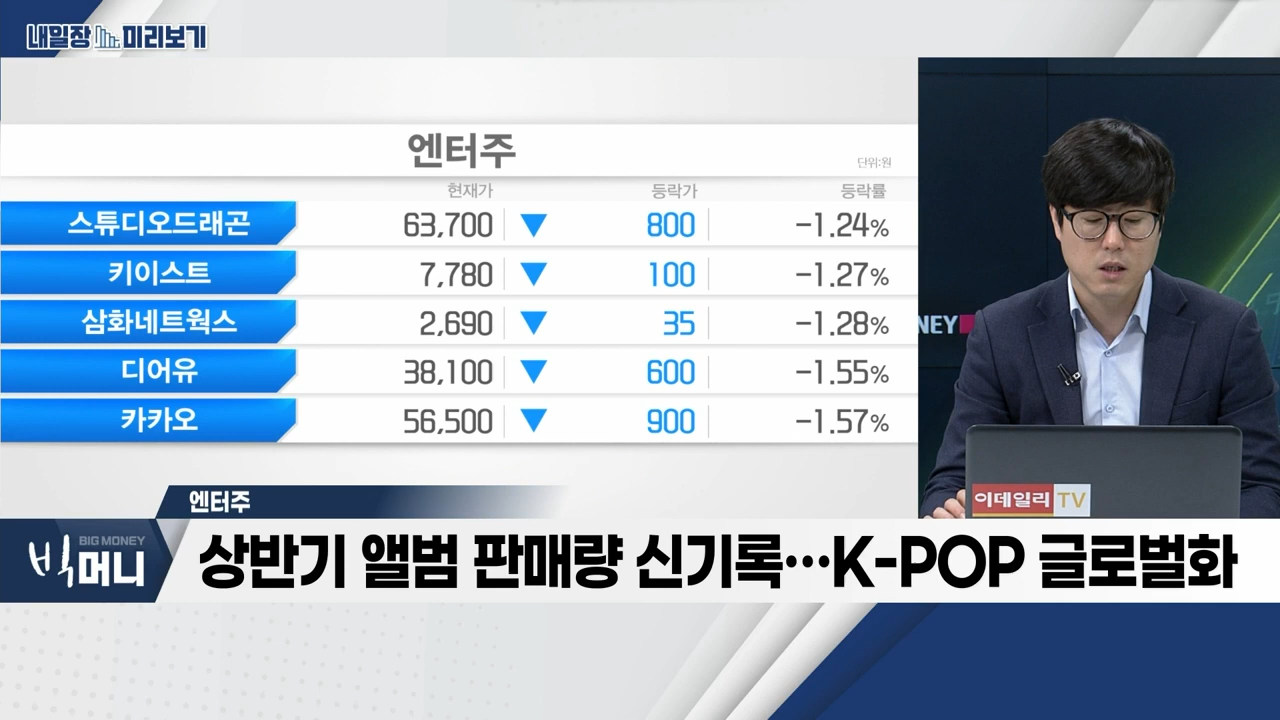 내일장 미리보기
엔터주
단위:원
현재가 등락가 등락률
스튜디오드래곤 63,700 ▼ 800 -1.24%
키이스트 7,780 ▼ 100 -1.27%
삼화네트웍스 2,690 ▼ 35 -1.28%
디어유 38,100 ▼ 600 -1.55%
카카오 56,500 ▼ 900 -1.57%
NEY
이데일리 TV
엔터주
BIG MONEY
빅머니
상반기 앨범 판매량 신기록…K-POP 글로벌화